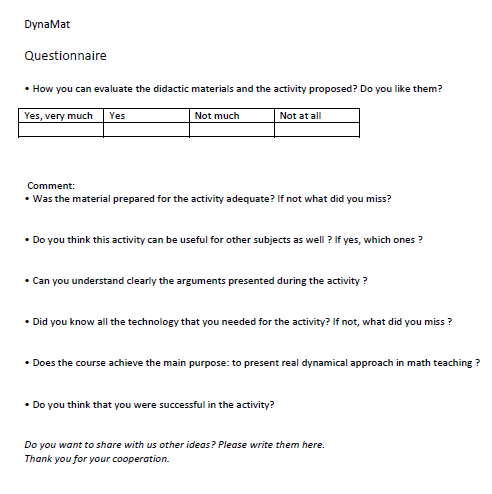 DynaMat
Questionnaire
• How you can evaluate the didactic materials and the activity proposed? Do you like them?
Yes, very much Yes Not much Not at all
Comment:
• Was the material prepared for the activity adequate? If not what did you miss?
• Do you think this activity can be useful for other subjects as well ? If yes, which ones ?
• Can you understand clearly the arguments presented during the activity ?
• Did you know all the technology that you needed for the activity? If not, what did you miss ?
• Does the course achieve the main purpose: to present real dynamical approach in math teaching ?
• Do you think that you were successful in the activity?
Do you want to share with us other ideas? Please write them here.
Thank you for your cooperation.